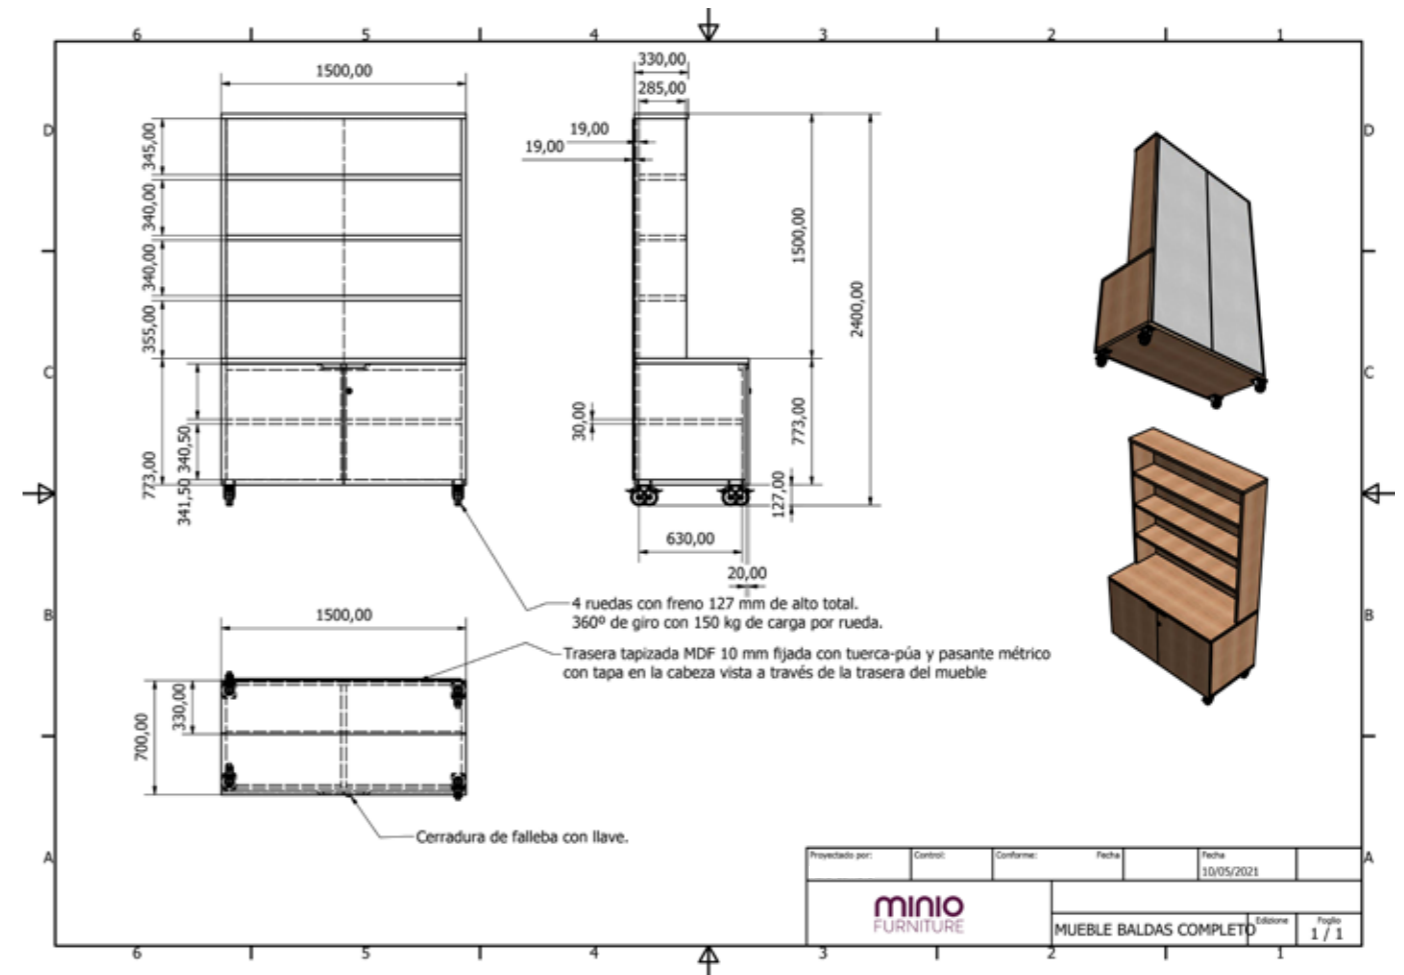 6 5 4 3 2 1
1500,00
330,00
285,00
D
D
345,00
19,00
19,00
340,00
1500,00
340,00
2400,00
355,00
C
C
340,50
773,00
30,00
773,00
341,50
127,00
630,00
20,00
4 ruedas con freno 127 mm de alto total.
360º de giro con 150 kg de carga por rueda.
B
B
1500,00
Trasera tapizada MDF 10 mm fijada con tuerca-púa y pasante métrico
con tapa en la cabeza vista a través de la trasera del mueble
330,00
700,00
Cerradura de falleba con llave.
A
A
Proyectado por: Control: Conforme: Fecha Fecha
10/05/2021
minio
FURNITURE
MUEBLE BALDAS COMPLETO
Edizione
Foglio
1 / 1
6 5 4 3 2 1